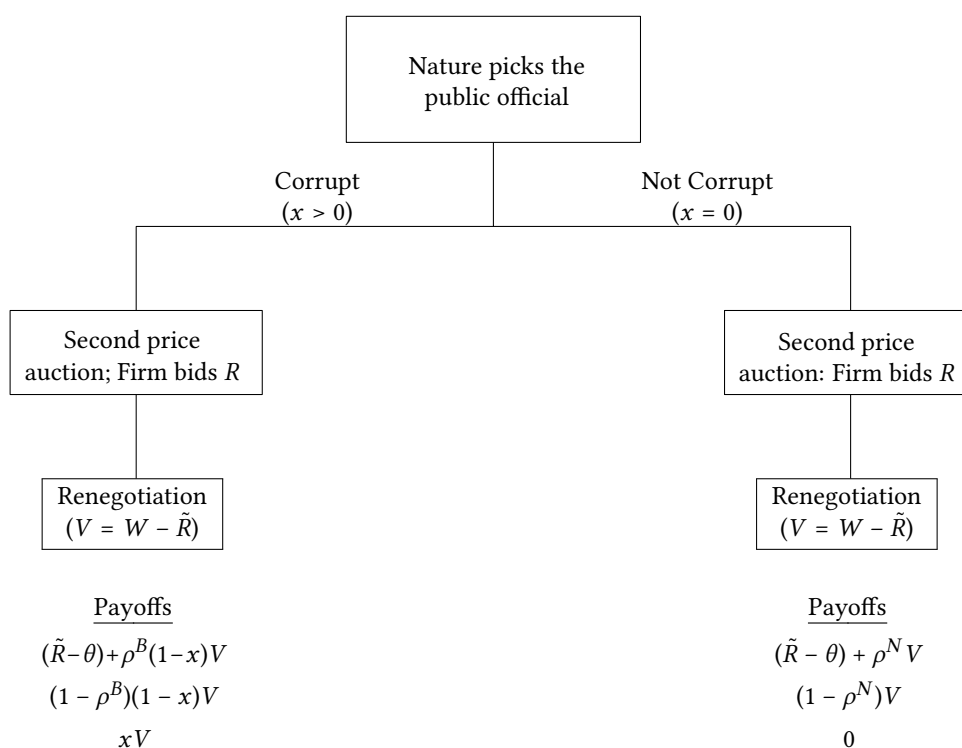 Nature picks the
public official
Corrupt
(x > 0)
Not Corrupt
(x = 0)
Second price
auction; Firm bids R
Second price
auction: Firm bids R
Renegotiation
(V = W − R̃)
Renegotiation
(V = W − R̃)
Payoffs
(R̃−θ)+ρ^B(1−x)V
(1 − ρ^B)(1 − x)V
xV
Payoffs
(R̃ − θ) + ρ^N V
(1 − ρ^N)V
0